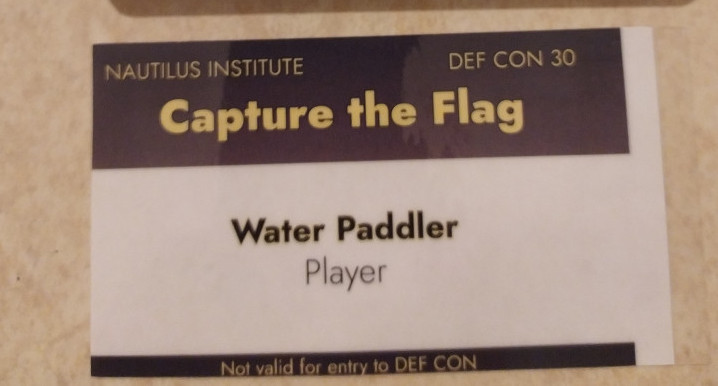 NAUTILUS INSTITUTE DEF CON 30
Capture the Flag
Water Paddler
Player
Not valid for entry to DEF CON